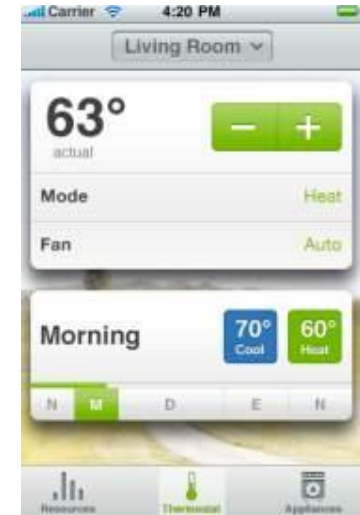 Carrier 4:20 PM
Living Room
63°
actual
Mode Heat
Fan Auto
Morning 70° 60°
Cool Heat
N M D E N
Resources Thermostat Appliances